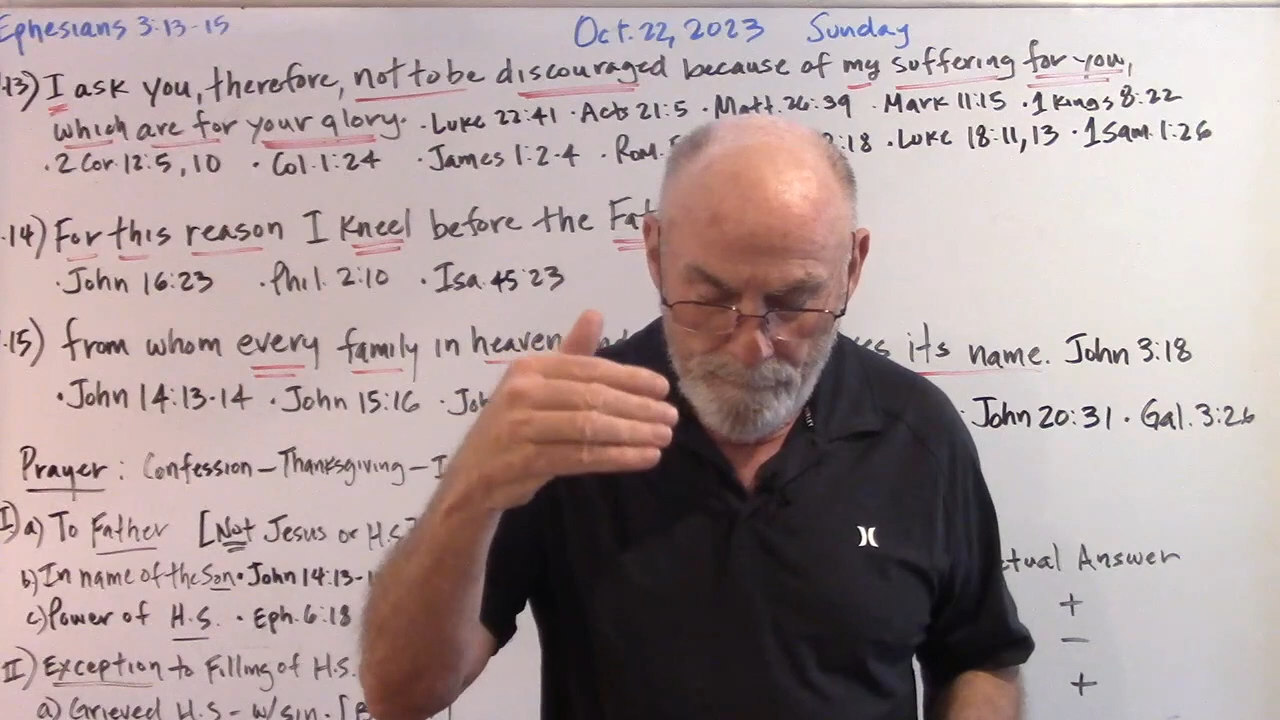 Ephesians 3:13-15 Oct. 22, 2023 Sunday
.13) I ask you, therefore, not to be discouraged because of my suffering for you,
which are for your glory. · Luke 22:41 · Acts 21:5 · Matt. 26:39 · Mark 11:15 · 1 Kings 8:22
· 2 Cor. 12:5, 10 · Col. 1:24 · James 1:2-4 · Rom. :18 · Luke 18:11, 13 · 1 Sam. 1:26
.14) For this reason I kneel before the
· John 16:23 · Phil. 2:10 · Isa. 45:23
.15) from whom every family in heaven its name. John 3:18
· John 14:13-14 · John 15:16 · John 20:31 · Gal. 3:26
Prayer: Confession – Thanksgiving –
I) a) To Father [Not Jesus or H.S.]
b) In name of the Son · John 14:13-
Answer
c) Power of H.S. · Eph. 6:18 +
–
II) Exception to Filling of H.S. +
a) Grieved H.S - w/sin ·